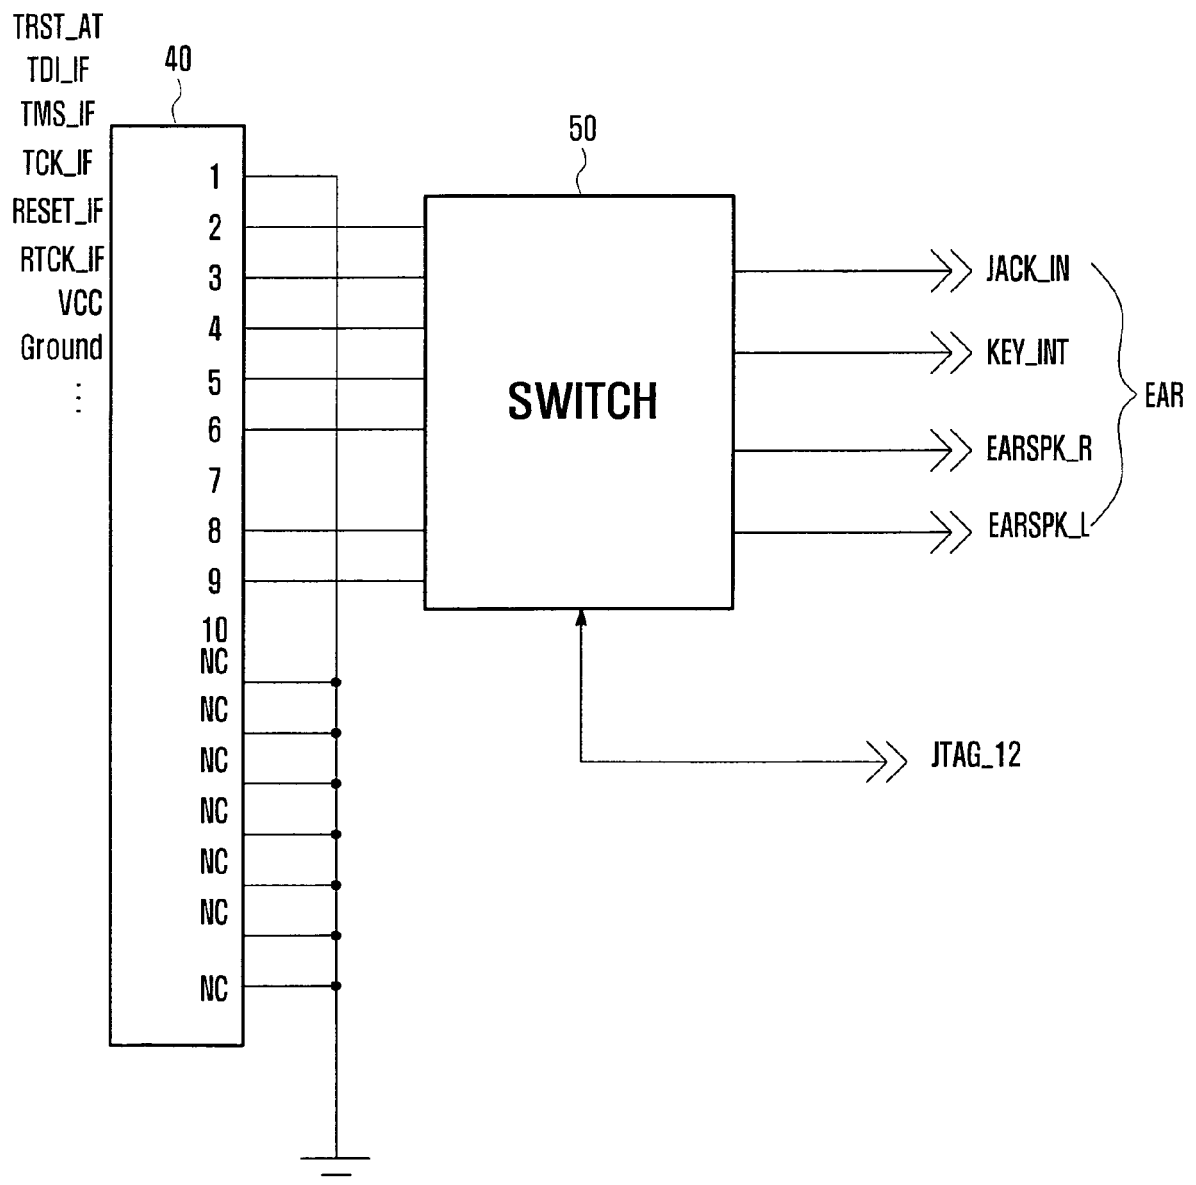 TRST_AT
TDI_IF
TMS_IF
TCK_IF
RESET_IF
RTCK_IF
VCC
Ground
⋮
40
1
2
3
4
5
6
7
8
9
10
NC
NC
NC
NC
NC
NC
NC
50
SWITCH
JACK_IN
KEY_INT
EARSPK_R
EARSPK_L
EAR
JTAG_12